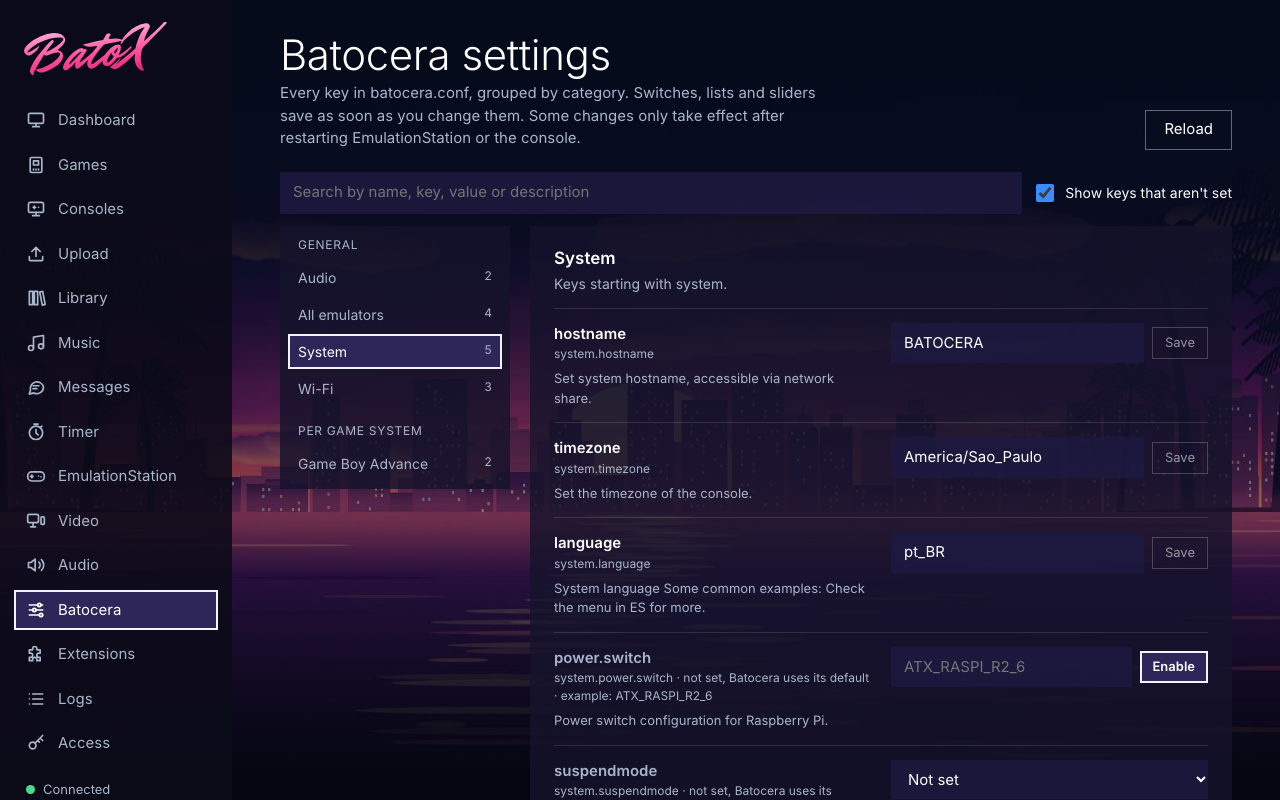 BatoX
Dashboard
Games
Consoles
Upload
Library
Music
Messages
Timer
EmulationStation
Video
Audio
Batocera
Extensions
Logs
Access
Connected
Batocera settings
Every key in batocera.conf, grouped by category. Switches, lists and sliders
save as soon as you change them. Some changes only take effect after
restarting EmulationStation or the console.
Reload
Search by name, key, value or description
Show keys that aren't set
GENERAL
Audio 2
All emulators 4
System 5
Wi-Fi 3
PER GAME SYSTEM
Game Boy Advance 2
System
Keys starting with system.
hostname
system.hostname
Set system hostname, accessible via network
share.
BATOCERA
Save
timezone
system.timezone
Set the timezone of the console.
America/Sao_Paulo
Save
language
system.language
System language Some common examples: Check
the menu in ES for more.
pt_BR
Save
power.switch
system.power.switch · not set, Batocera uses its default
· example: ATX_RASPI_R2_6
Power switch configuration for Raspberry Pi.
ATX_RASPI_R2_6
Enable
suspendmode
system.suspendmode · not set, Batocera uses its
Not set